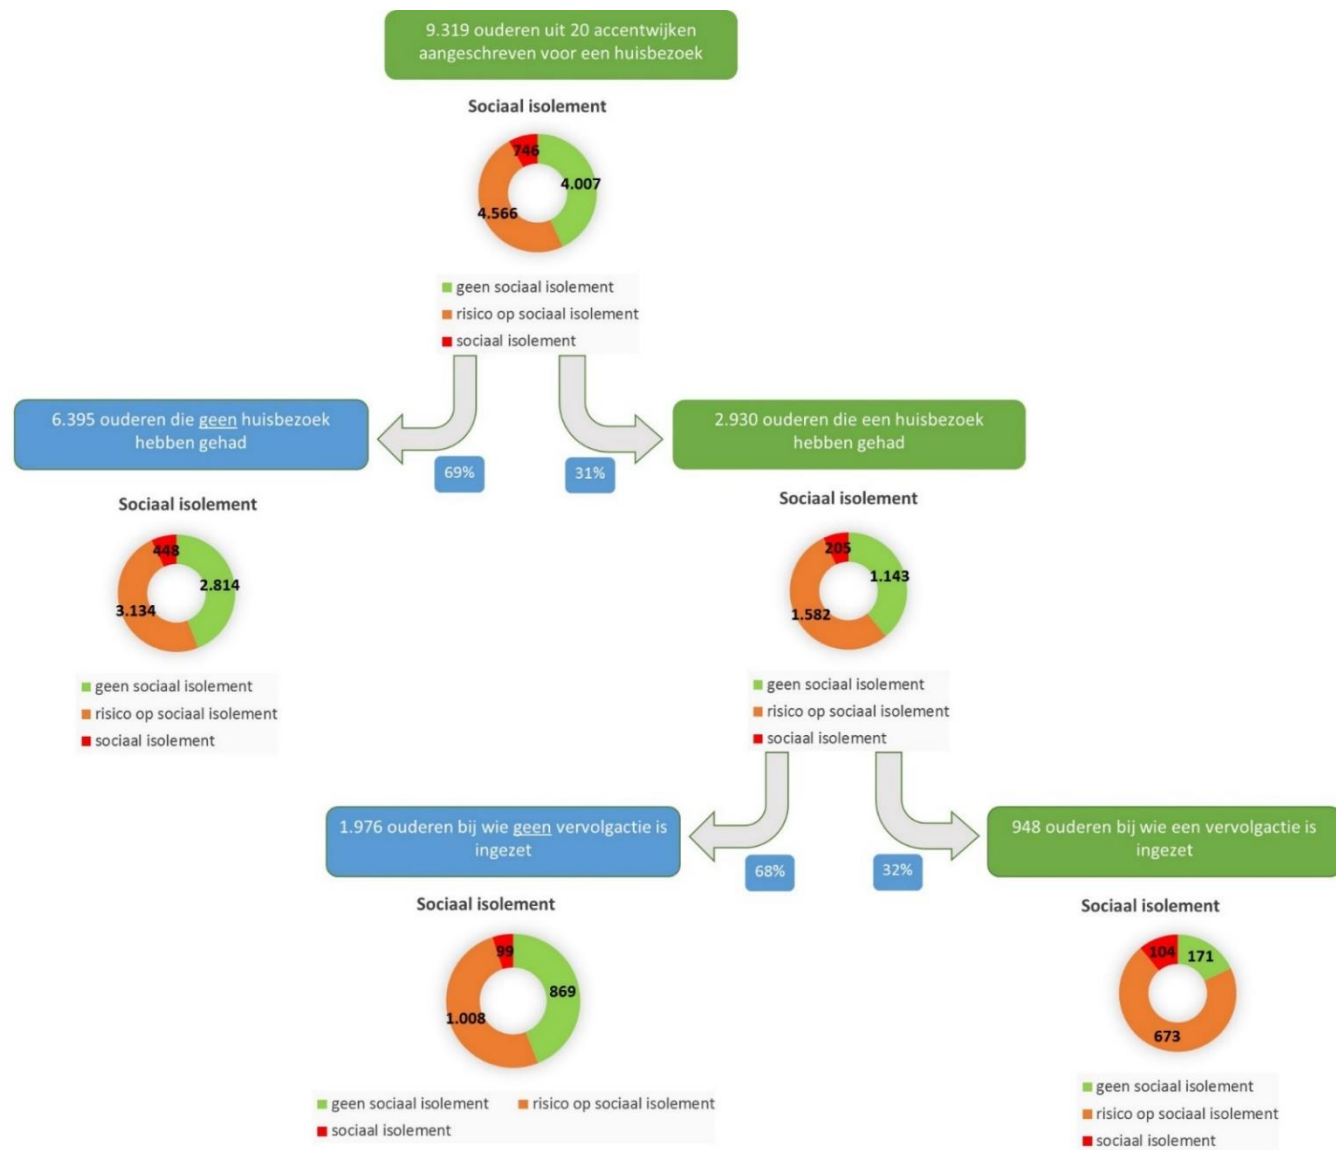 9.319 ouderen uit 20 accentwijken
aangeschreven voor een huisbezoek
Sociaal isolement
746
4.007
4.566
geen sociaal isolement
risico op sociaal isolement
sociaal isolement
6.395 ouderen die geen huisbezoek
hebben gehad
69%
31%
2.930 ouderen die een huisbezoek
hebben gehad
Sociaal isolement
448
2.814
3.134
geen sociaal isolement
risico op sociaal isolement
sociaal isolement
Sociaal isolement
205
1.143
1.582
geen sociaal isolement
risico op sociaal isolement
sociaal isolement
1.976 ouderen bij wie geen vervolgactie is
ingezet
68%
32%
948 ouderen bij wie een vervolgactie is
ingezet
Sociaal isolement
99
869
1.008
geen sociaal isolement risico op sociaal isolement
sociaal isolement
Sociaal isolement
104
171
673
geen sociaal isolement
risico op sociaal isolement
sociaal isolement